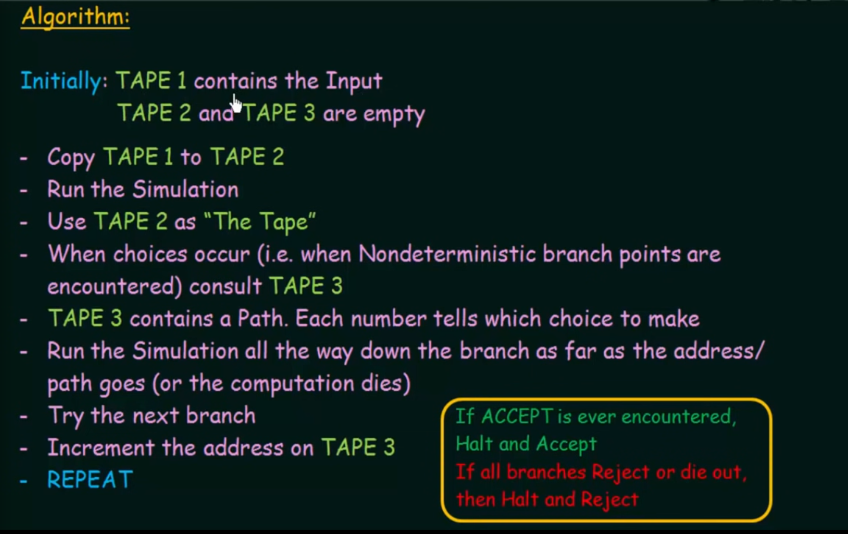 Algorithm:
Initially: TAPE 1 contains the Input
TAPE 2 and TAPE 3 are empty
- Copy TAPE 1 to TAPE 2
- Run the Simulation
- Use TAPE 2 as “The Tape”
- When choices occur (i.e. when Nondeterministic branch points are
encountered) consult TAPE 3
- TAPE 3 contains a Path. Each number tells which choice to make
- Run the Simulation all the way down the branch as far as the address/
path goes (or the computation dies)
- Try the next branch
- Increment the address on TAPE 3
- REPEAT
If ACCEPT is ever encountered,
Halt and Accept
If all branches Reject or die out,
then Halt and Reject